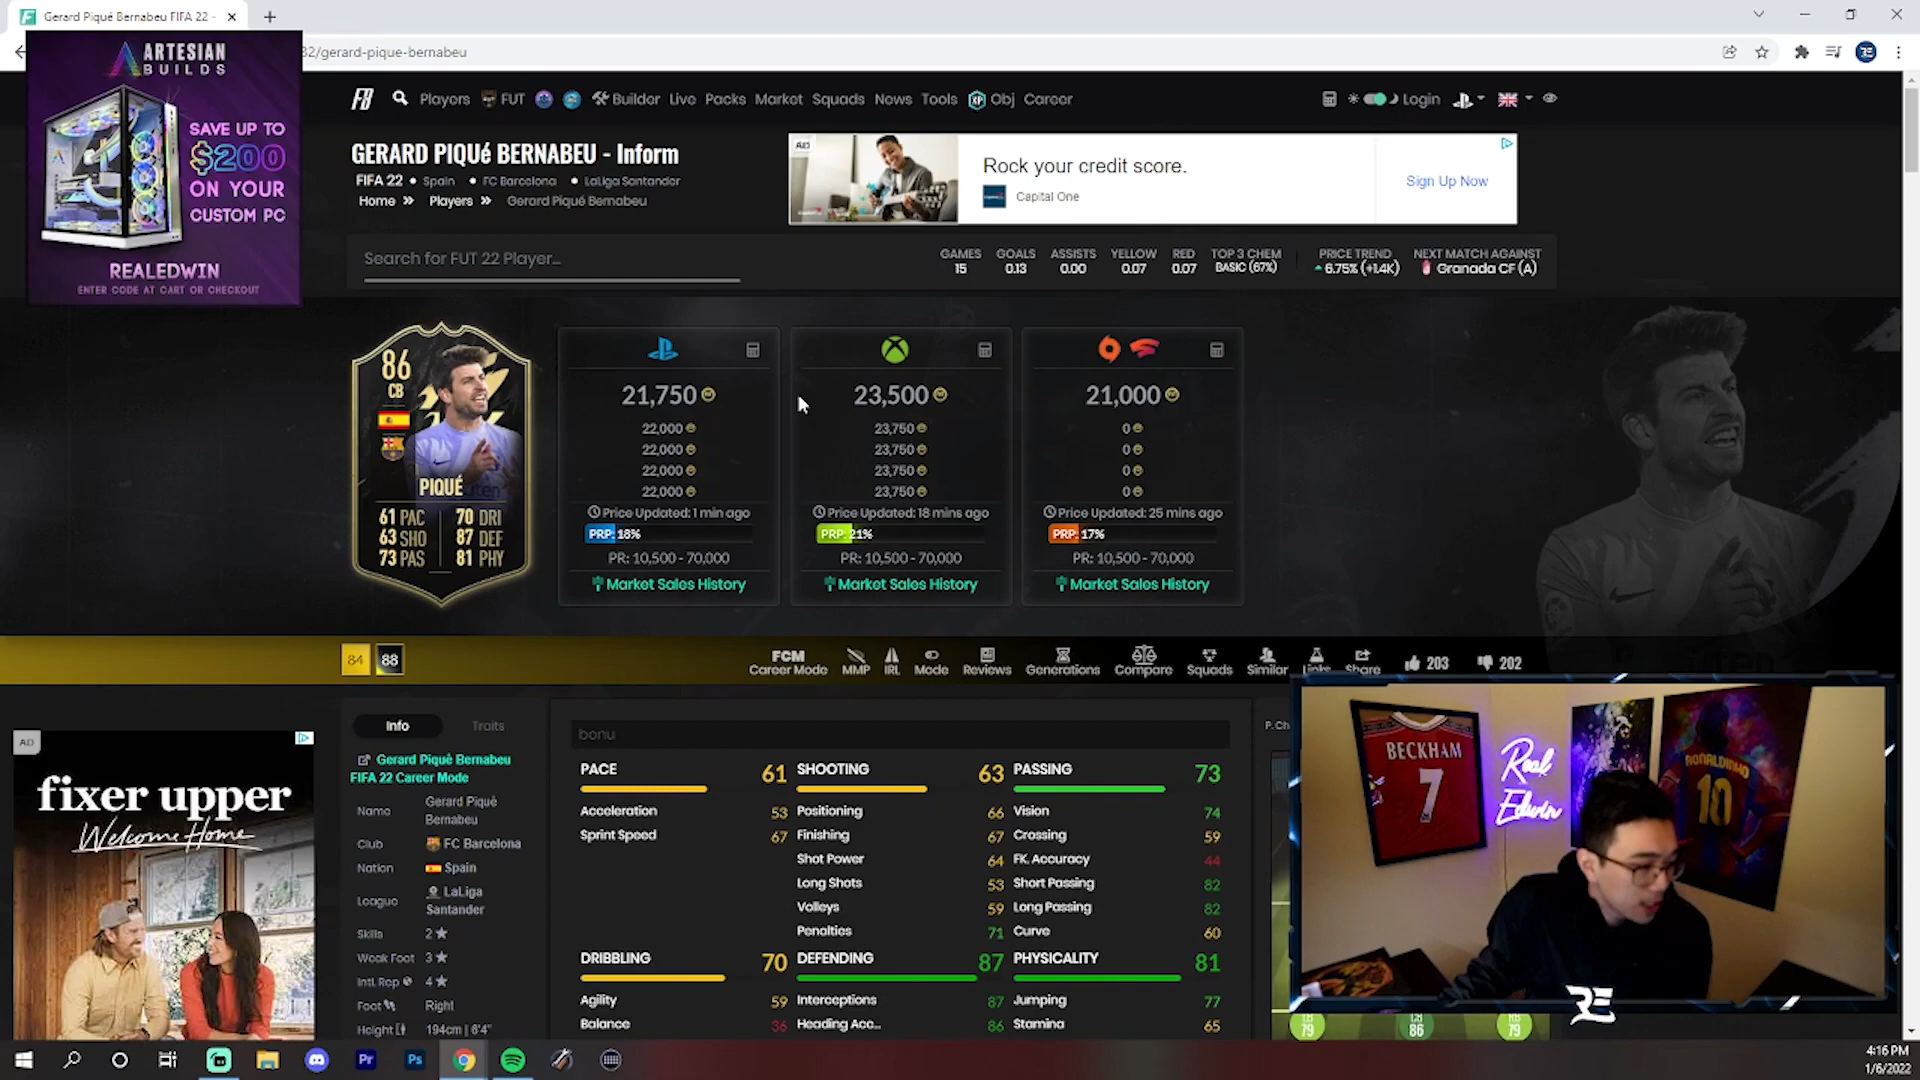 Gerard Piqué Bernabeu FIFA 22 -
32/gerard-pique-bernabeu
ARTESIAN
BUILDS
SAVE UP TO
$200
ON YOUR
CUSTOM PC
REALEDWIN
ENTER CODE AT CART OR CHECKOUT
Players FUT Builder Live Packs Market Squads News Tools Obj Career
Login
GERARD PIQUé BERNABEU - Inform
FIFA 22 • Spain • FC Barcelona • LaLiga Santander
Home » Players » Gerard Piqué Bernabeu
AD
Rock your credit score.
Capital One
Sign Up Now
Search for FUT 22 Player...
GAMES GOALS ASSISTS YELLOW RED TOP 3 CHEM PRICE TREND NEXT MATCH AGAINST
15 0.13 0.00 0.07 0.07 BASIC (67%) 6.75% (+1.4K) Granada CF (A)
86
CB
PIQUÉ
61 PAC 70 DRI
63 SHO 87 DEF
73 PAS 81 PHY
21,750
22,000
22,000
22,000
22,000
Price Updated: 1 min ago
PRP: 18%
PR: 10,500 - 70,000
Market Sales History
23,500
23,750
23,750
23,750
23,750
Price Updated: 18 mins ago
PRP: 21%
PR: 10,500 - 70,000
Market Sales History
21,000
0
0
0
0
Price Updated: 25 mins ago
PRP: 17%
PR: 10,500 - 70,000
Market Sales History
84 88
FCM
Career Mode MMP IRL Mode Reviews Generations Compare Squads Similar Links Share 203 202
AD
fixer upper
Welcome Home
Info Traits
Gerard Piqué Bernabeu
FIFA 22 Career Mode
Name Gerard Piqué Bernabeu
Club FC Barcelona
Nation Spain
League LaLiga Santander
Skills 2
Weak Foot 3
Intl. Rep 4
Foot Right
Height 194cm | 6'4"
bonu
P. Ch
PACE 61 SHOOTING 63 PASSING 73
Acceleration 53 Positioning 66 Vision 74
Sprint Speed 67 Finishing 67 Crossing 59
Shot Power 64 FK. Accuracy 44
Long Shots 53 Short Passing 82
Volleys 59 Long Passing 82
Penalties 71 Curve 60
DRIBBLING 70 DEFENDING 87 PHYSICALITY 81
Agility 59 Interceptions 87 Jumping 77
Balance 36 Heading Acc... 86 Stamina 65
BECKHAM
7
Real
Edwin
RONALDINHO
10
RE
79
86
79
Pr Ps
4:16 PM
1/6/2022